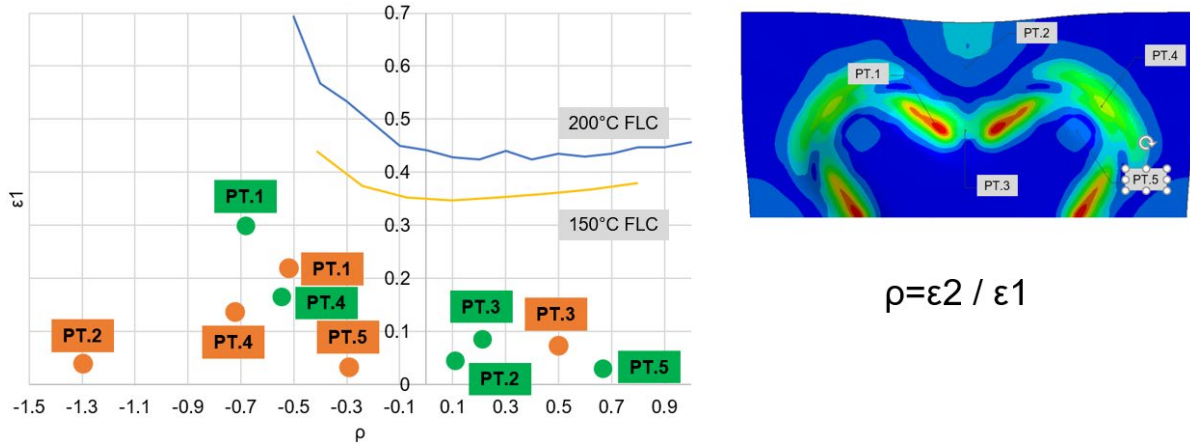 0.7
0.6
0.5
0.4
0.3
0.2
0.1
0
ε1
200°C FLC
150°C FLC
PT.1
PT.1
PT.4
PT.4
PT.2
PT.5
PT.3
PT.2
PT.3
PT.5
-1.5 -1.3 -1.1 -0.9 -0.7 -0.5 -0.3 -0.1 0.1 0.3 0.5 0.7 0.9
ρ
PT.2
PT.4
PT.1
PT.3
PT.5
ρ=ε2 / ε1